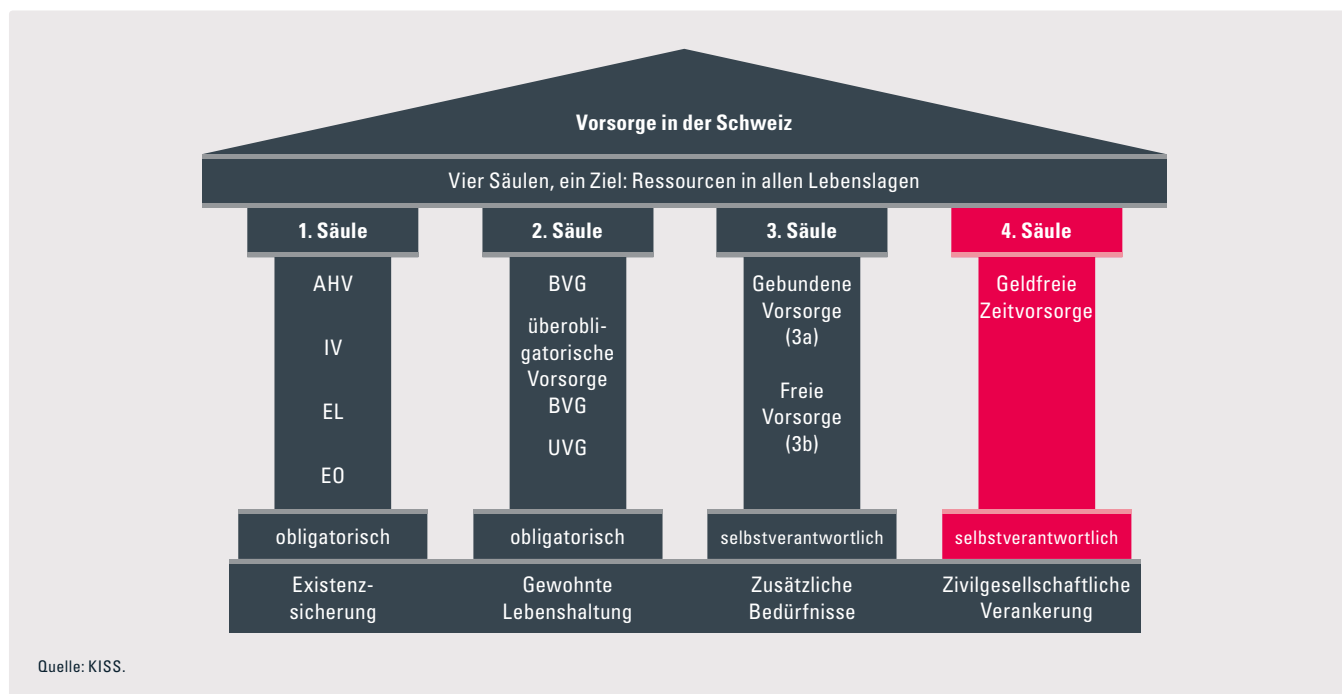 Vorsorge in der Schweiz
Vier Säulen, ein Ziel: Ressourcen in allen Lebenslagen
1. Säule
AHV
IV
EL
EO
obligatorisch
Existenz-
sicherung
2. Säule
BVG
überobli-
gatorische
Vorsorge
BVG
UVG
obligatorisch
Gewohnte
Lebenshaltung
3. Säule
Gebundene
Vorsorge
(3a)
Freie
Vorsorge
(3b)
selbstverantwortlich
Zusätzliche
Bedürfnisse
4. Säule
Geldfreie
Zeitvorsorge
selbstverantwortlich
Zivilgesellschaftliche
Verankerung
Quelle: KISS.